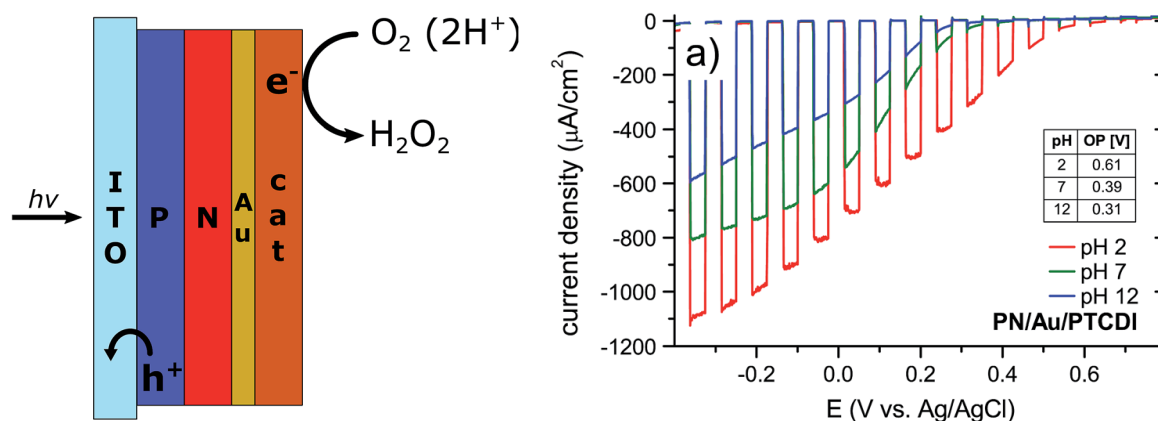 hν
I
T
O
P
N
A
u
c
a
t
e⁻
h⁺
O₂ (2H⁺)
H₂O₂
a)
current density (µA/cm²)
0
-200
-400
-600
-800
-1000
-1200
-0.2 0.0 0.2 0.4 0.6
E (V vs. Ag/AgCl)
pH OP [V]
2 0.61
7 0.39
12 0.31
pH 2
pH 7
pH 12
PN/Au/PTCDI